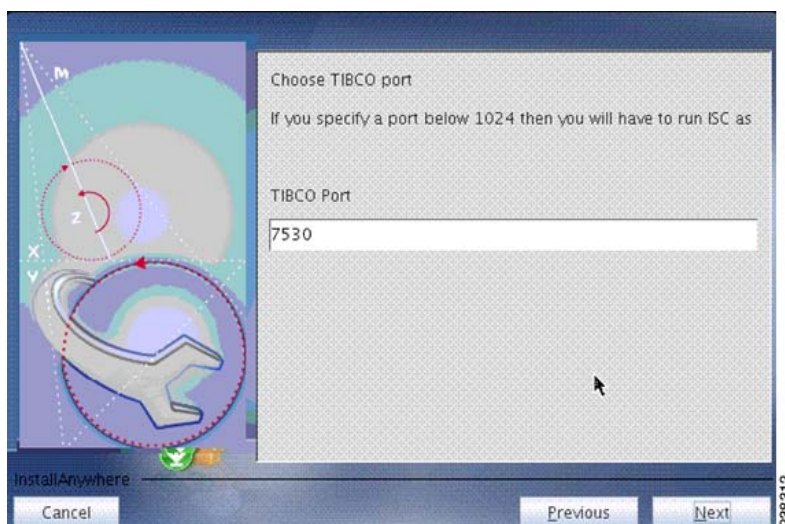 Choose TIBCO port
If you specify a port below 1024 then you will have to run ISC as
TIBCO Port
7530
M
Z
X
Y
InstallAnywhere
Cancel
Previous
Next